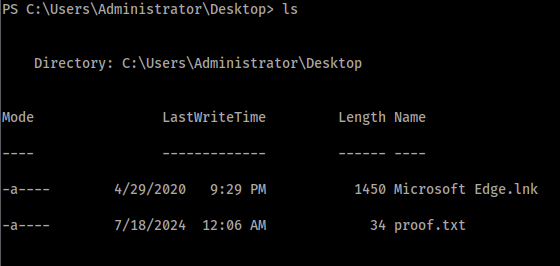 PS C:\Users\Administrator\Desktop> ls
Directory: C:\Users\Administrator\Desktop
Mode LastWriteTime Length Name
---- ------------- ------ ----
-a---- 4/29/2020 9:29 PM 1450 Microsoft Edge.lnk
-a---- 7/18/2024 12:06 AM 34 proof.txt